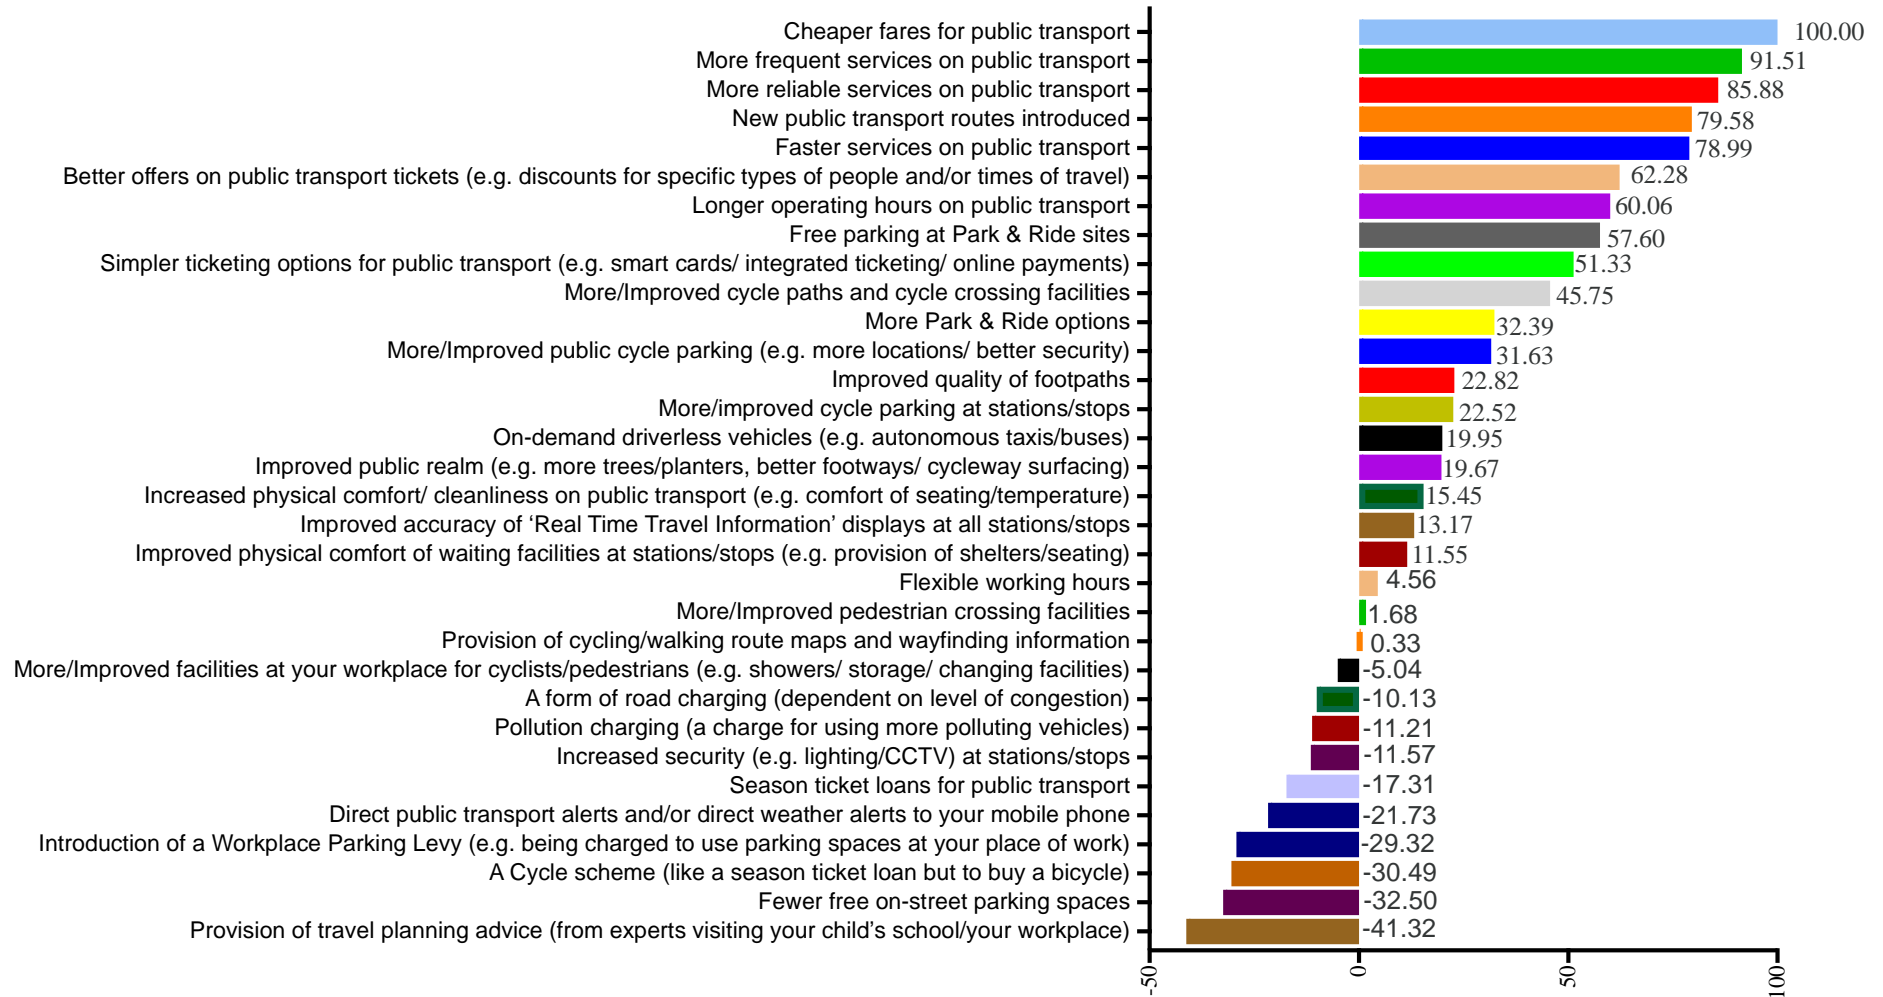 Cheaper fares for public transport 100.00
More frequent services on public transport 91.51
More reliable services on public transport 85.88
New public transport routes introduced 79.58
Faster services on public transport 78.99
Better offers on public transport tickets (e.g. discounts for specific types of people and/or times of travel) 62.28
Longer operating hours on public transport 60.06
Free parking at Park & Ride sites 57.60
Simpler ticketing options for public transport (e.g. smart cards/ integrated ticketing/ online payments) 51.33
More/Improved cycle paths and cycle crossing facilities 45.75
More Park & Ride options 32.39
More/Improved public cycle parking (e.g. more locations/ better security) 31.63
Improved quality of footpaths 22.82
More/improved cycle parking at stations/stops 22.52
On-demand driverless vehicles (e.g. autonomous taxis/buses) 19.95
Improved public realm (e.g. more trees/planters, better footways/ cycleway surfacing) 19.67
Increased physical comfort/ cleanliness on public transport (e.g. comfort of seating/temperature) 15.45
Improved accuracy of ‘Real Time Travel Information’ displays at all stations/stops 13.17
Improved physical comfort of waiting facilities at stations/stops (e.g. provision of shelters/seating) 11.55
Flexible working hours 4.56
More/Improved pedestrian crossing facilities 1.68
Provision of cycling/walking route maps and wayfinding information 0.33
More/Improved facilities at your workplace for cyclists/pedestrians (e.g. showers/ storage/ changing facilities) -5.04
A form of road charging (dependent on level of congestion) -10.13
Pollution charging (a charge for using more polluting vehicles) -11.21
Increased security (e.g. lighting/CCTV) at stations/stops -11.57
Season ticket loans for public transport -17.31
Direct public transport alerts and/or direct weather alerts to your mobile phone -21.73
Introduction of a Workplace Parking Levy (e.g. being charged to use parking spaces at your place of work) -29.32
A Cycle scheme (like a season ticket loan but to buy a bicycle) -30.49
Fewer free on-street parking spaces -32.50
Provision of travel planning advice (from experts visiting your child’s school/your workplace) -41.32
-50 0 50 100